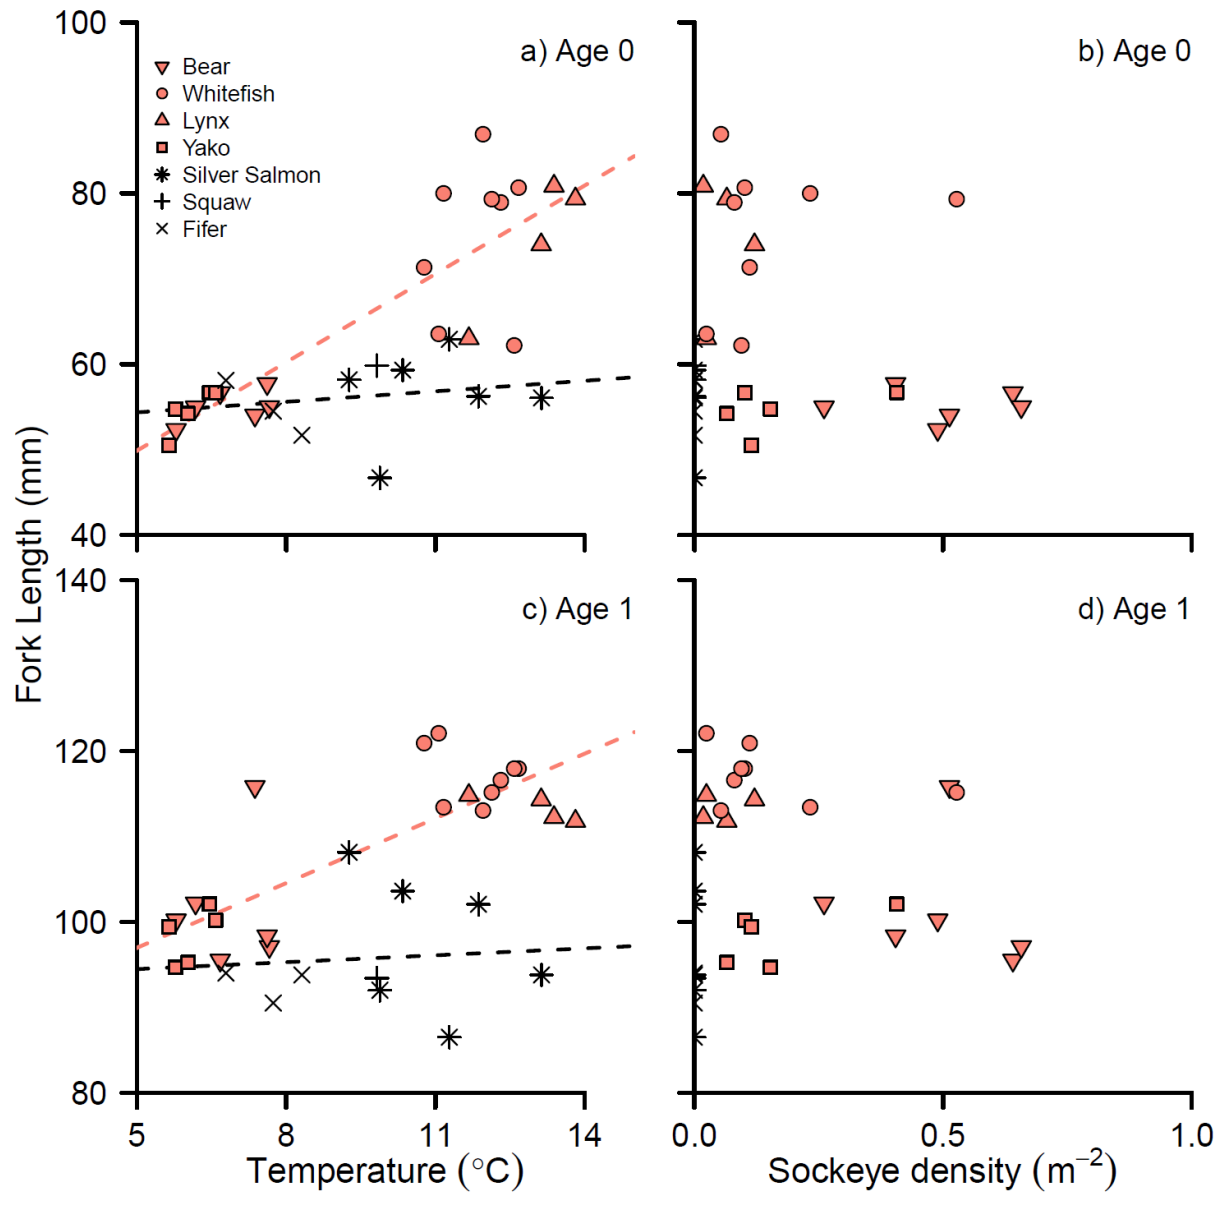 100
80
60
40
a) Age 0
Bear
Whitefish
Lynx
Yako
Silver Salmon
Squaw
Fifer
b) Age 0
Fork Length (mm)
140
120
100
80
c) Age 1
5 8 11 14
Temperature (°C)
d) Age 1
0.0 0.5 1.0
Sockeye density (m⁻²)